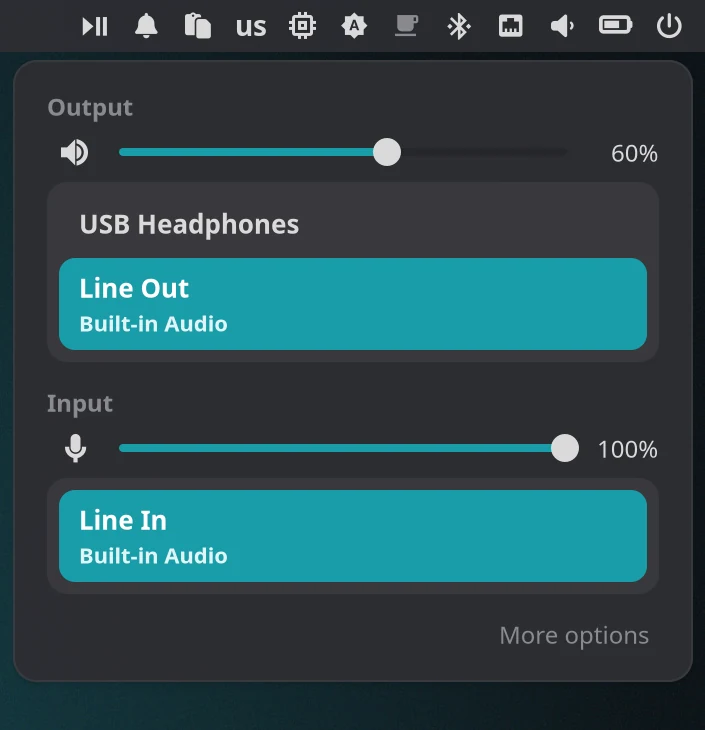 us
A
Output
60%
USB Headphones
Line Out
Built-in Audio
Input
100%
Line In
Built-in Audio
More options